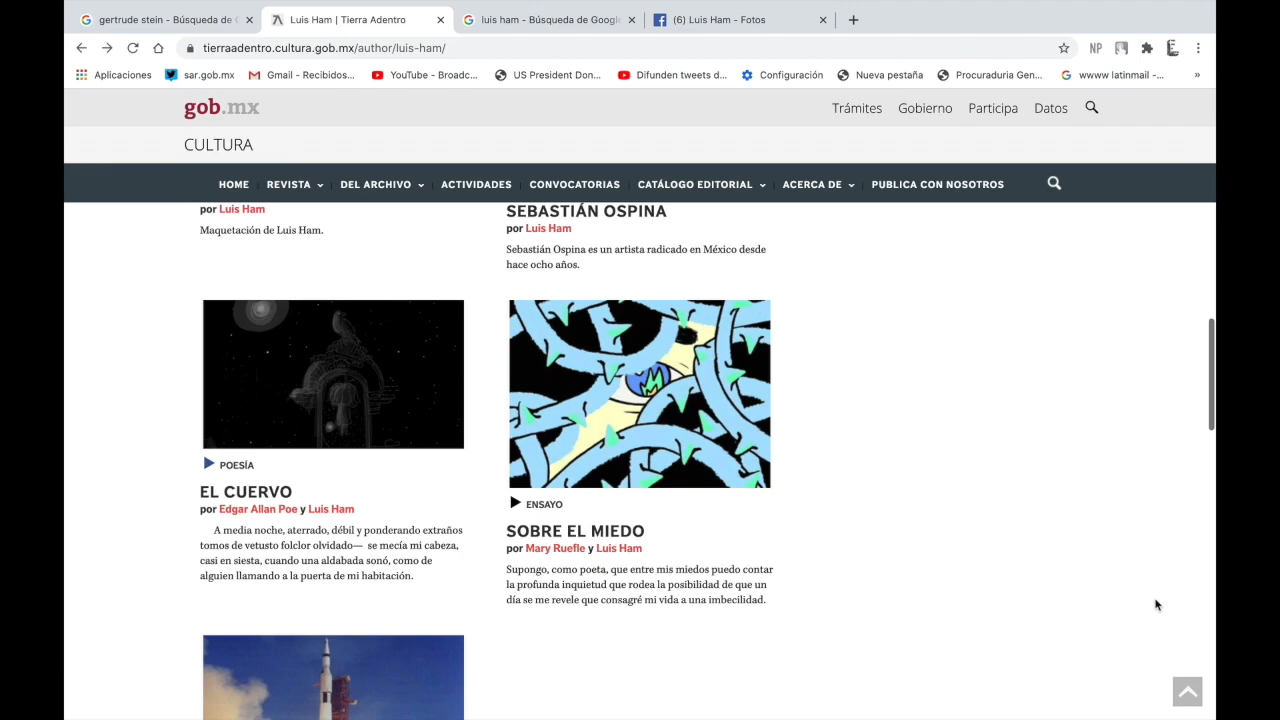 gertrude stein - Búsqueda de G
Luis Ham | Tierra Adentro
luis ham - Búsqueda de Google
(6) Luis Ham - Fotos
tierraadentro.cultura.gob.mx/author/luis-ham/
NP
Aplicaciones
sar.gob.mx
Gmail - Recibidos...
YouTube - Broadc...
US President Don...
Difunden tweets d...
Configuración
Nueva pestaña
Procuraduria Gen...
wwww latinmail -...
»
gob.mx
Trámites
Gobierno
Participa
Datos
CULTURA
HOME
REVISTA
DEL ARCHIVO
ACTIVIDADES
CONVOCATORIAS
CATÁLOGO EDITORIAL
ACERCA DE
PUBLICA CON NOSOTROS
por Luis Ham
Maquetación de Luis Ham.
SEBASTIÁN OSPINA
por Luis Ham
Sebastián Ospina es un artista radicado en México desde
hace ocho años.
POESÍA
EL CUERVO
por Edgar Allan Poe y Luis Ham
A media noche, aterrado, débil y ponderando extraños
tomos de vetusto folclor olvidado— se mecía mi cabeza,
casi en siesta, cuando una aldabada sonó, como de
alguien llamando a la puerta de mi habitación.
ENSAYO
SOBRE EL MIEDO
por Mary Ruefle y Luis Ham
Supongo, como poeta, que entre mis miedos puedo contar
la profunda inquietud que rodea la posibilidad de que un
día se me revele que consagré mi vida a una imbecilidad.